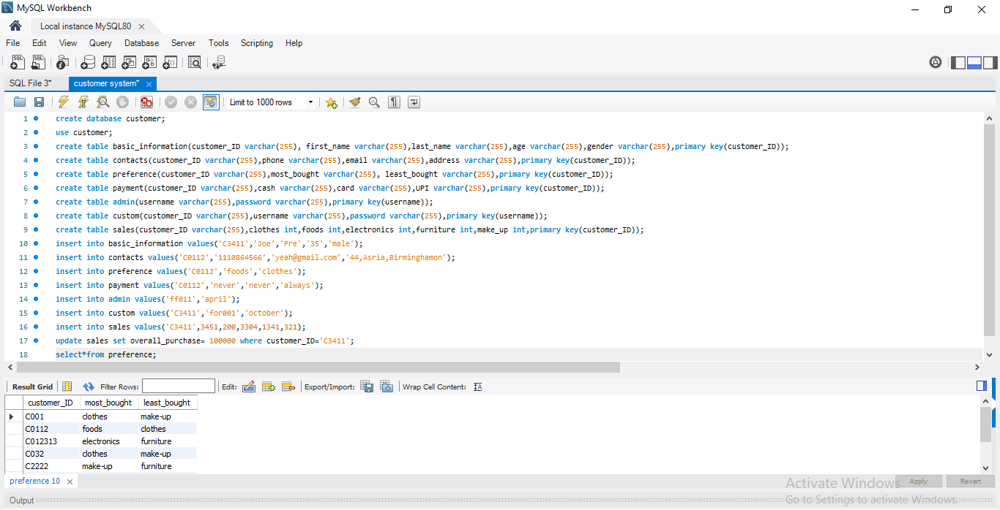 MySQL Workbench
Local instance MySQL80
File Edit View Query Database Server Tools Scripting Help
SQL File 3* customer system*
Limit to 1000 rows
1 create database customer;
2 use customer;
3 create table basic_information(customer_ID varchar(255), first_name varchar(255),last_name varchar(255),age varchar(255),gender varchar(255),primary key(customer_ID));
4 create table contacts(customer_ID varchar(255),phone varchar(255),email varchar(255),address varchar(255),primary key(customer_ID));
5 create table preference(customer_ID varchar(255),most_bought varchar(255), least_bought varchar(255),primary key(customer_ID));
6 create table payment(customer_ID varchar(255),cash varchar(255),card varchar(255),UPI varchar(255),primary key(customer_ID));
7 create table admin(username varchar(255),password varchar(255),primary key(username));
8 create table custom(customer_ID varchar(255),username varchar(255),password varchar(255),primary key(username));
9 create table sales(customer_ID varchar(255),clothes int,foods int,electronics int,furniture int,make_up int,primary key(customer_ID));
10 insert into basic_information values('C3411','Joe','Pre','35','male');
11 insert into contacts values('C0112','1110864566','yeah@gmail.com','44,Asria,Birminghamon');
12 insert into preference values('C0112','foods','clothes');
13 insert into payment values('C0112','never','never','always');
14 insert into admin values('ff011','april');
15 insert into custom values('C3411','for001','october');
16 insert into sales values('C3411',3451,200,3304,1341,321);
17 update sales set overall_purchase= 100000 where customer_ID='C3411';
18 select*from preference;
Result Grid Filter Rows: Edit: Export/Import: Wrap Cell Content:
customer_ID most_bought least_bought
C001 clothes make-up
C0112 foods clothes
C012313 electronics furniture
C032 clothes make-up
C2222 make-up furniture
preference 10 Apply Revert
Activate Windows
Output
Go to Settings to activate Windows.